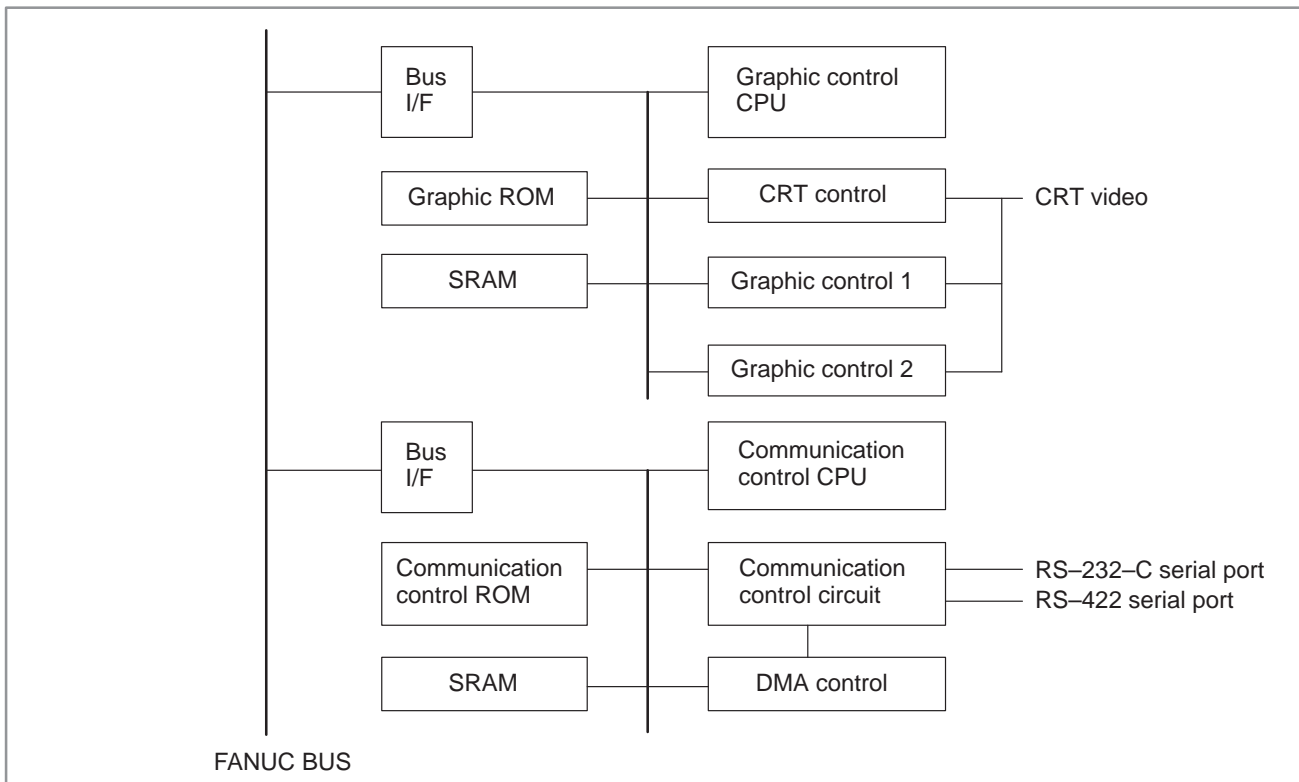 Bus
I/F
Graphic control
CPU
Graphic ROM
CRT control
CRT video
SRAM
Graphic control 1
Graphic control 2
Bus
I/F
Communication
control CPU
Communication
control ROM
Communication
control circuit
RS–232–C serial port
RS–422 serial port
SRAM
DMA control
FANUC BUS